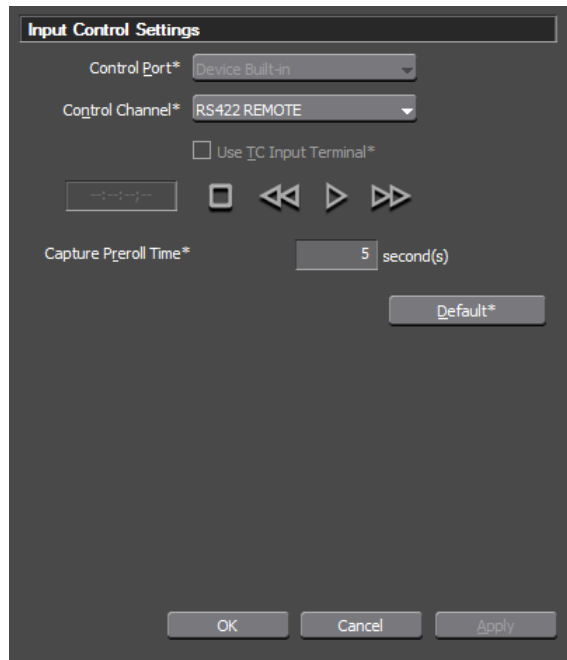 Input Control Settings
Control Port* Device Built-in
Control Channel* RS422 REMOTE
Use TC Input Terminal*
--:--:--;--
Capture Preroll Time* 5 second(s)
Default*
OK Cancel Apply